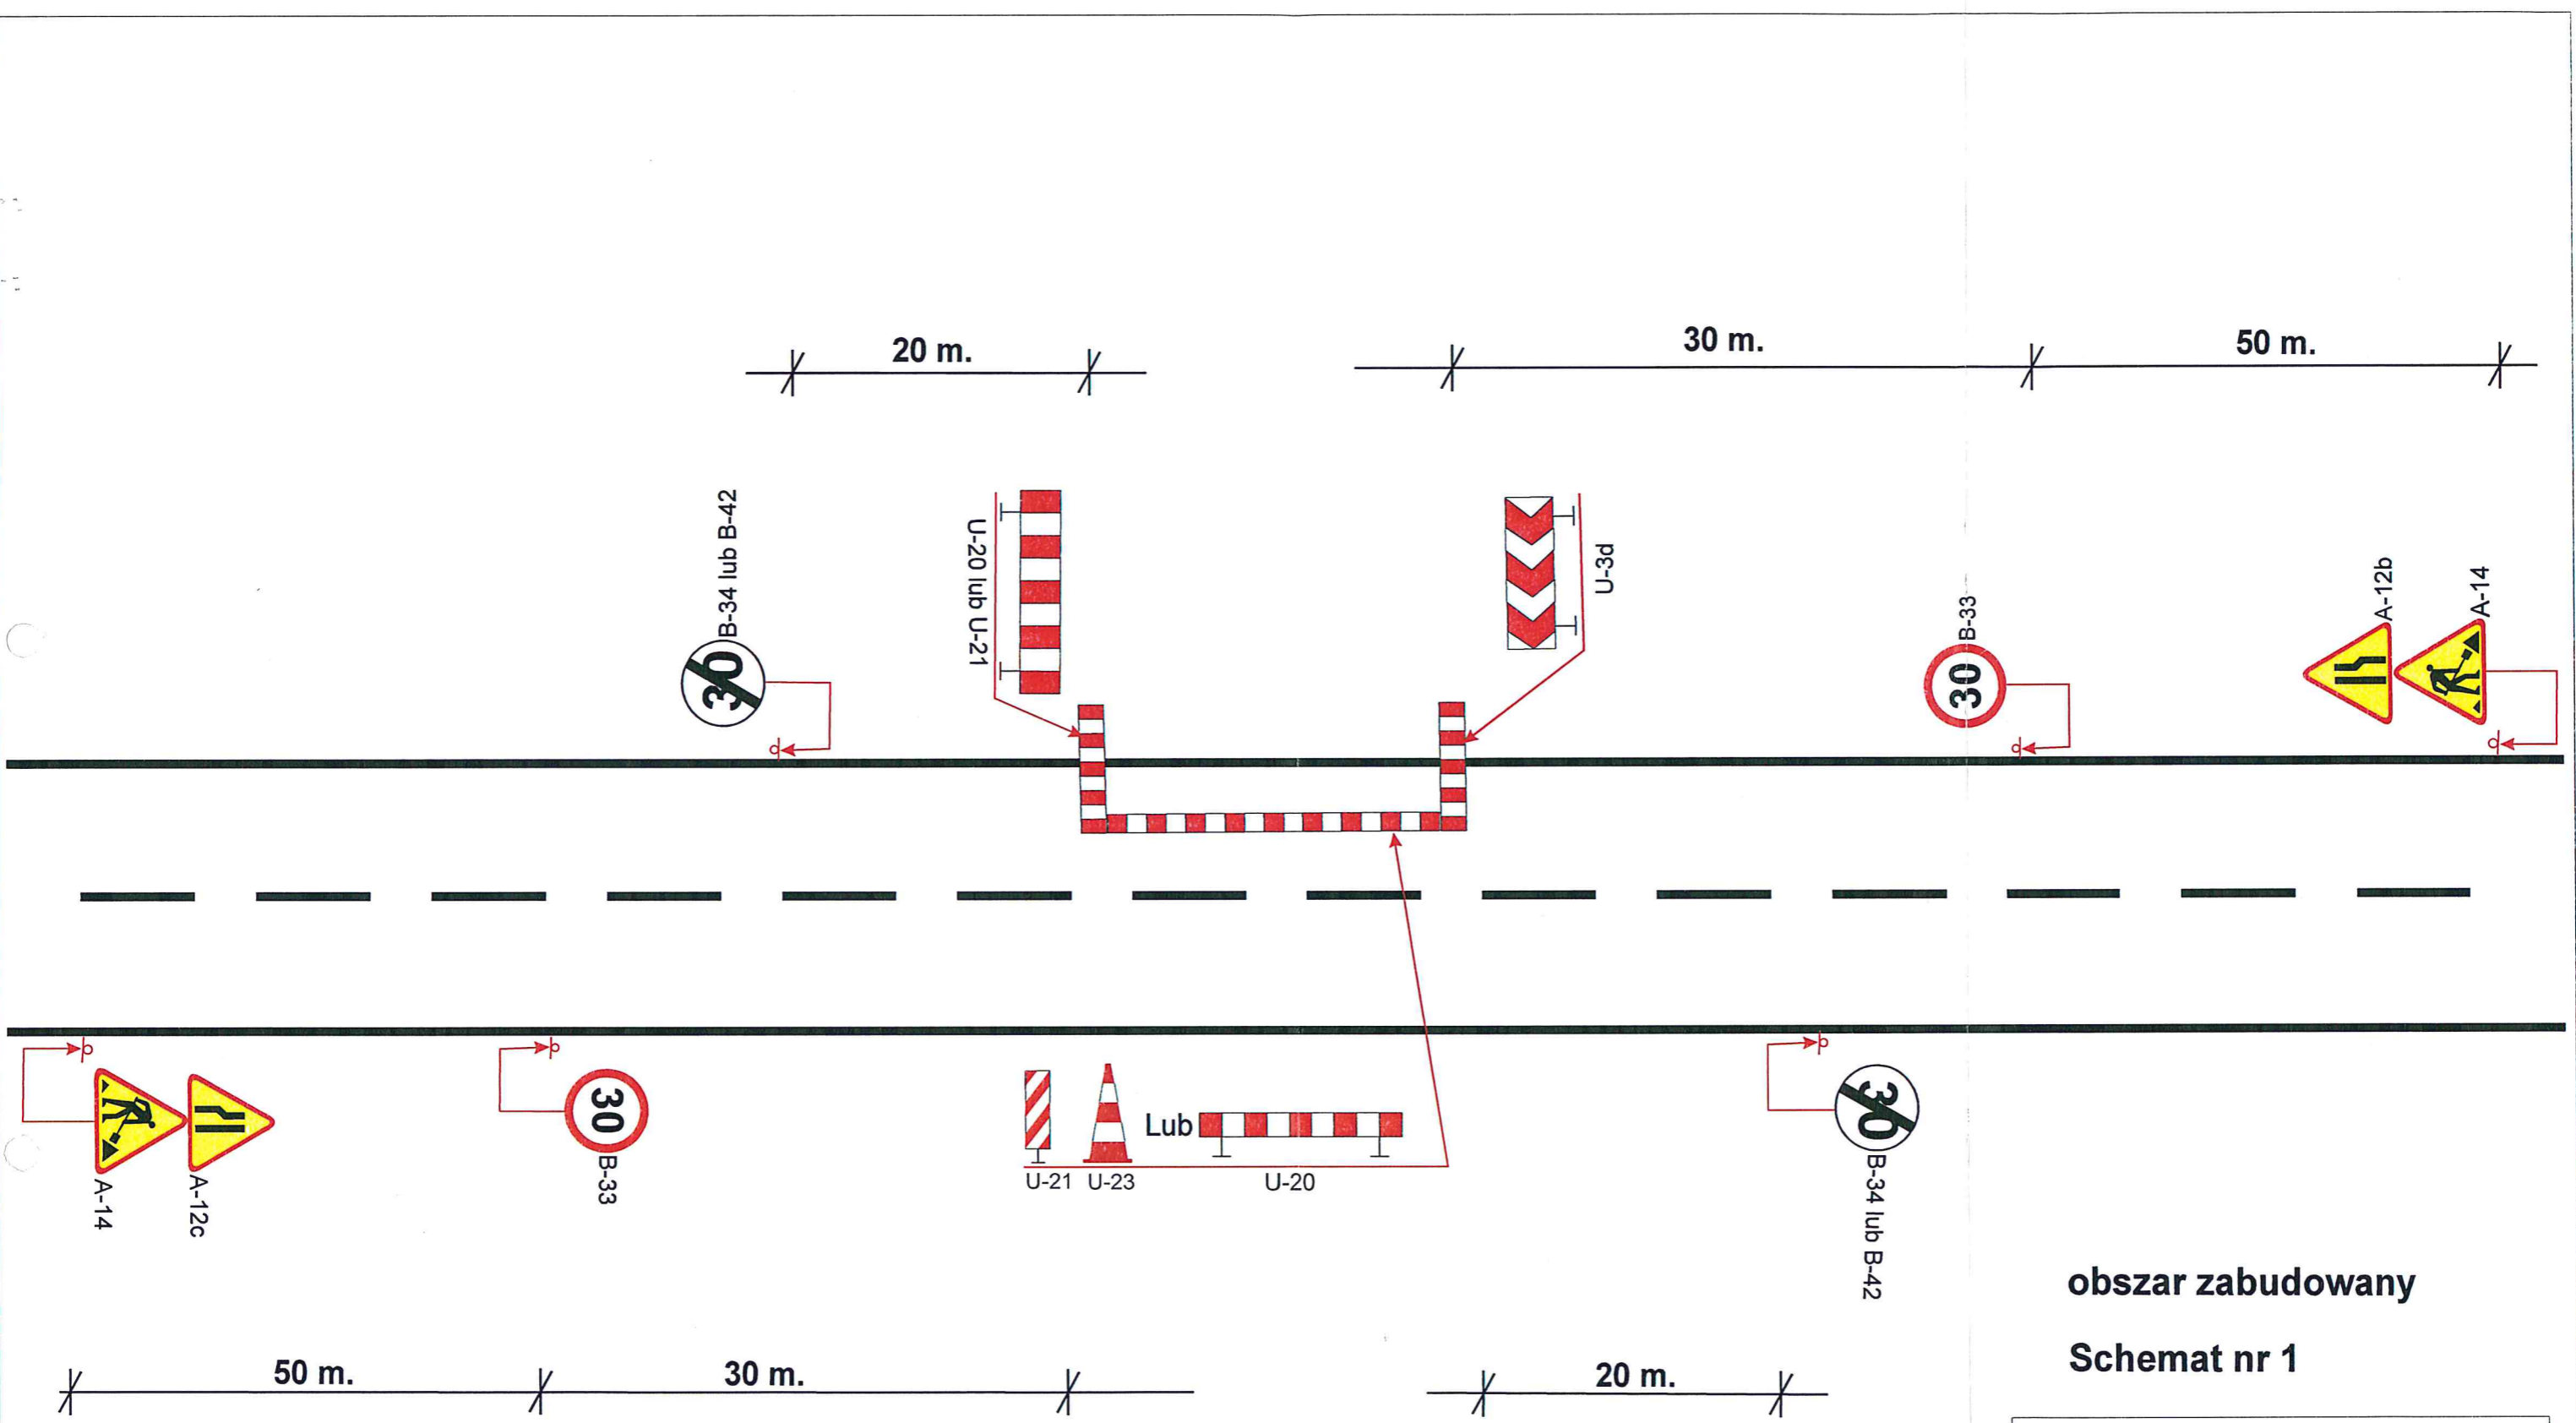 20 m.
30 m.
50 m.
B-34 lub B-42
30
U-20 lub U-21
U-3d
B-33
30
A-12b
A-14
A-14
A-12c
30
B-33
Lub
U-21
U-23
U-20
30
B-34 lub B-42
obszar zabudowany
Schemat nr 1
50 m.
30 m.
20 m.